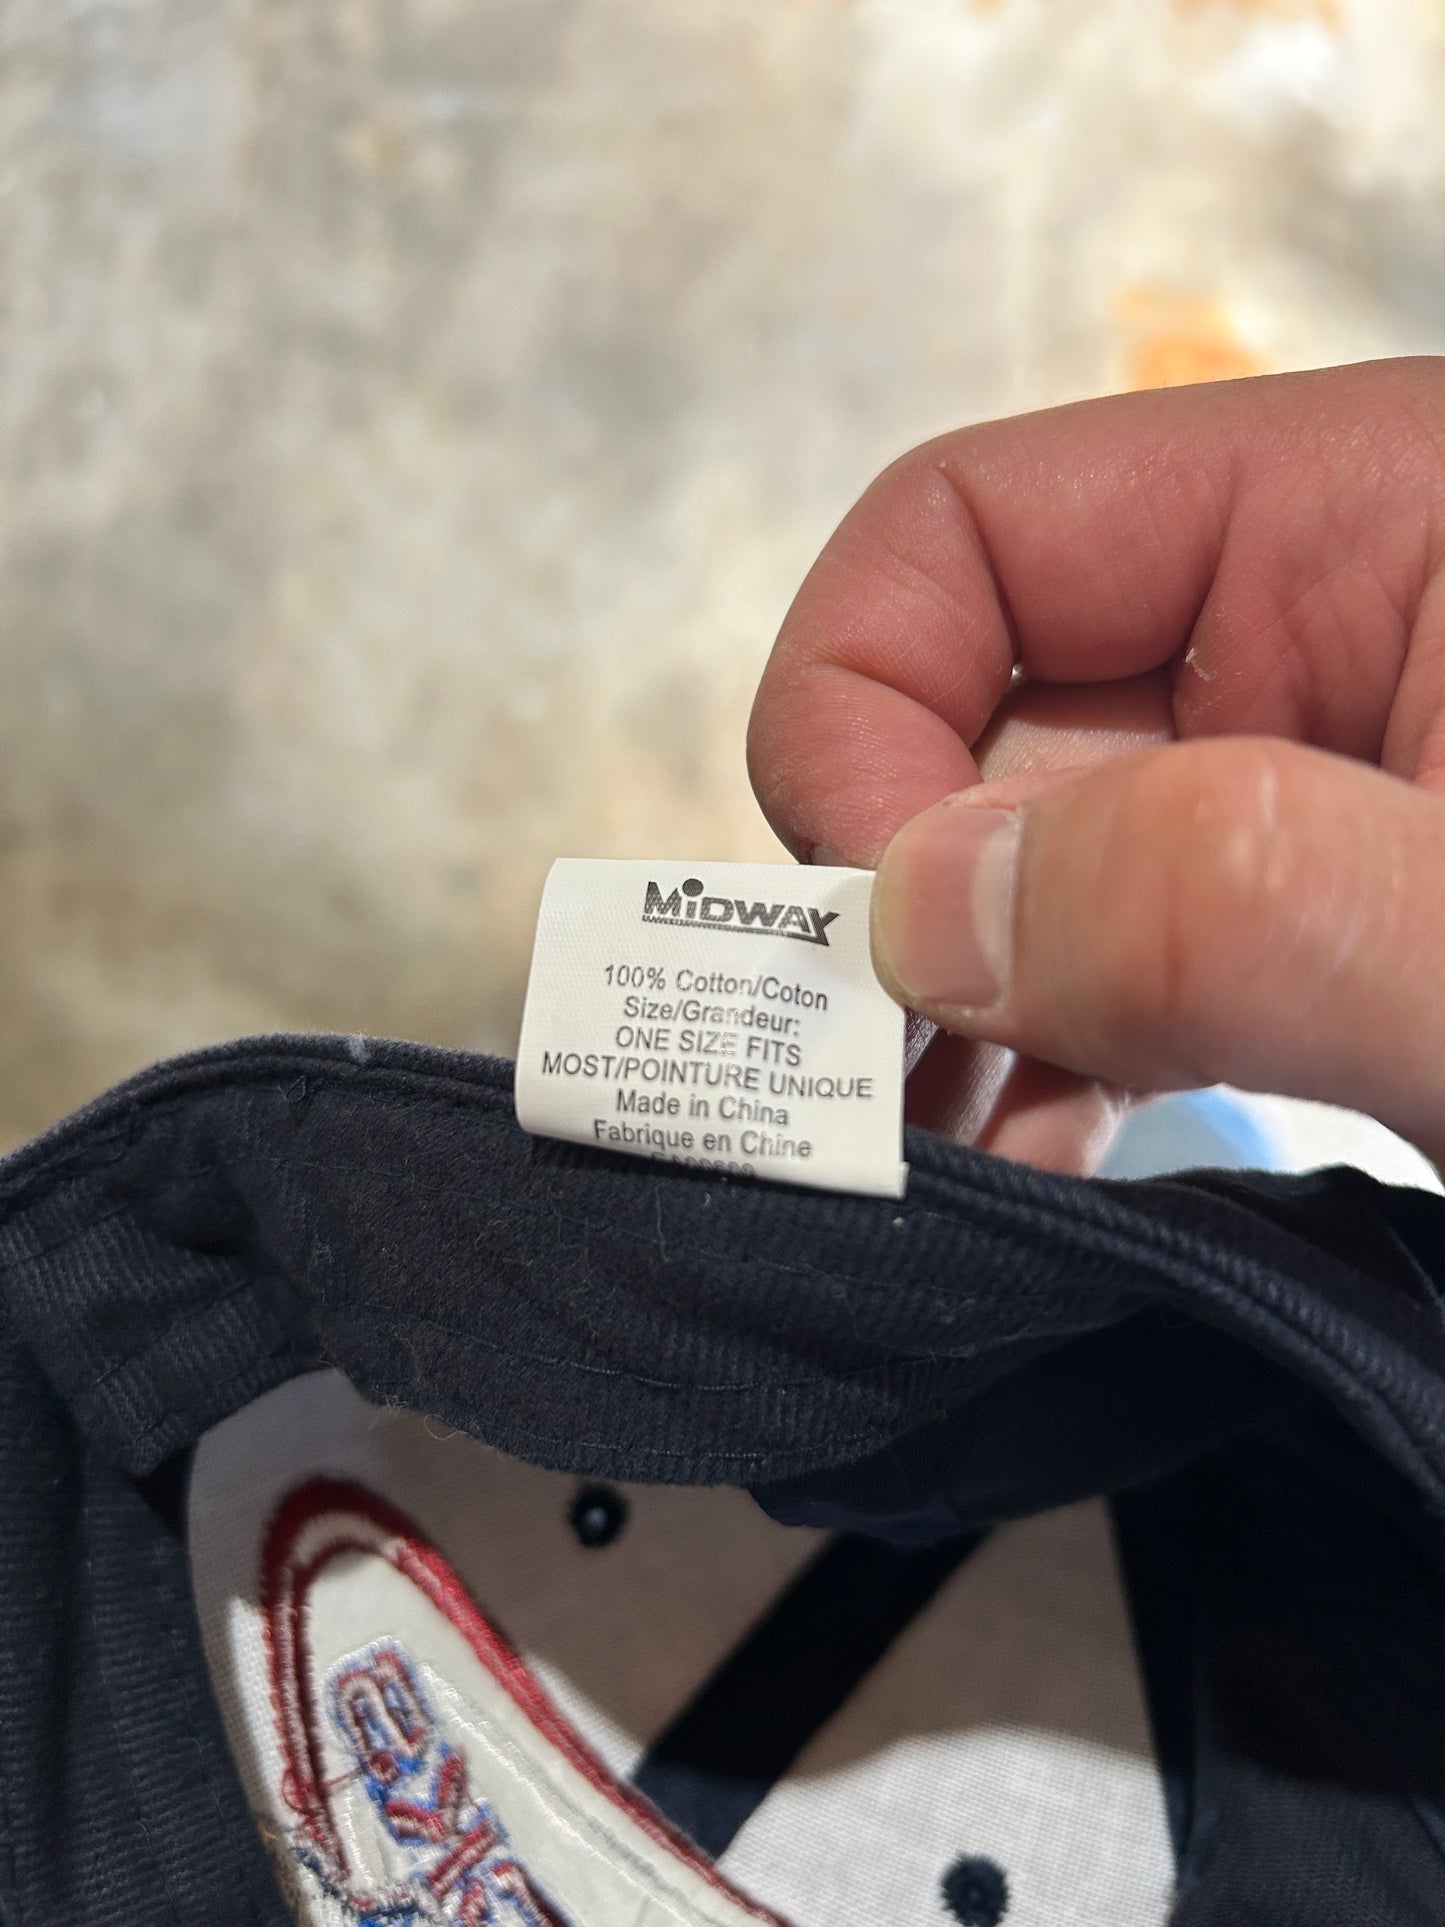 MiDWAY
100% Cotton/Coton
Size/Grandeur:
ONE SIZE FITS
MOST/POINTURE UNIQUE
Made in China
Fabrique en Chine